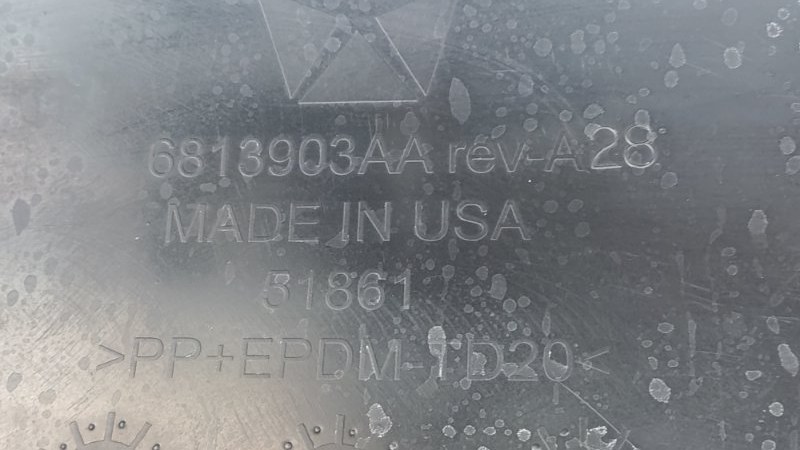 6813903AA rev-A28
MADE IN USA
51861
>PP+EPDM-TD20<